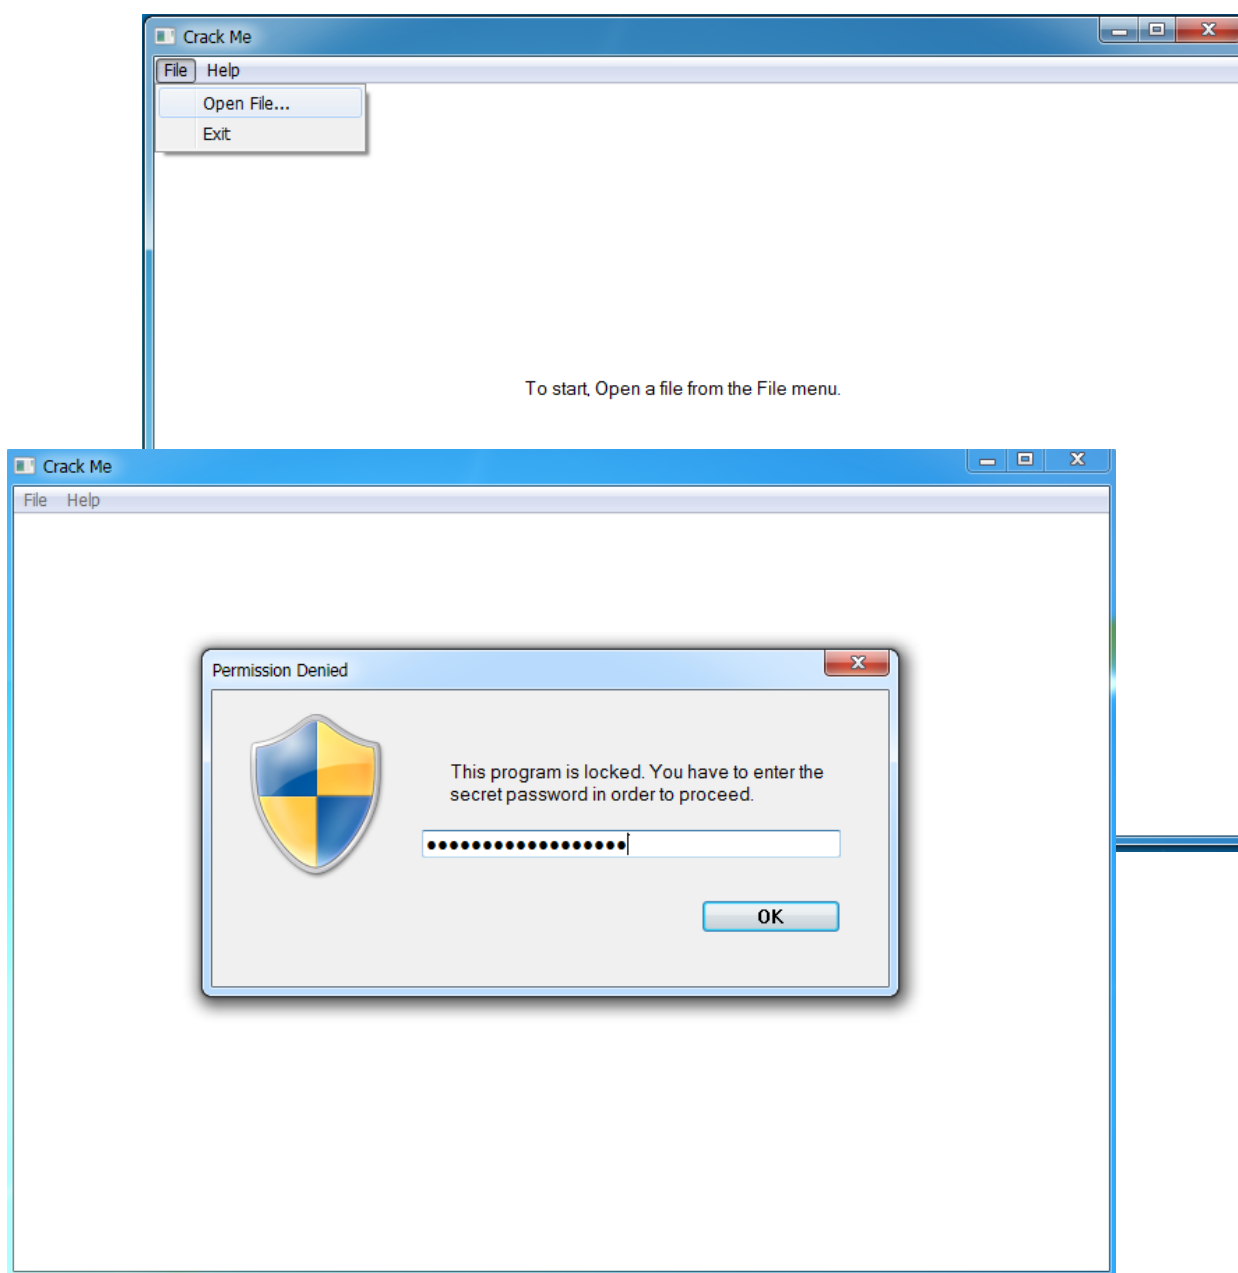 Crack Me
File Help
Open File...
Exit
To start, Open a file from the File menu.
Crack Me
File Help
Permission Denied
This program is locked. You have to enter the
secret password in order to proceed.
••••••••••••••••••
OK